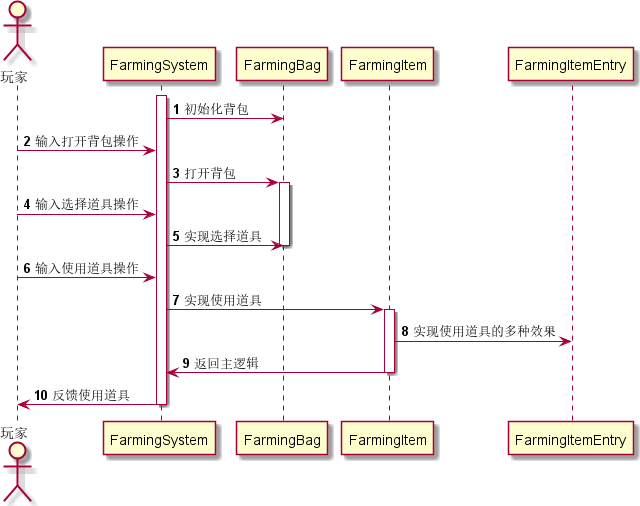 玩家
FarmingSystem
FarmingBag
FarmingItem
FarmingItemEntry
1 初始化背包
2 输入打开背包操作
3 打开背包
4 输入选择道具操作
5 实现选择道具
6 输入使用道具操作
7 实现使用道具
8 实现使用道具的多种效果
9 返回主逻辑
10 反馈使用道具
玩家
FarmingSystem
FarmingBag
FarmingItem
FarmingItemEntry